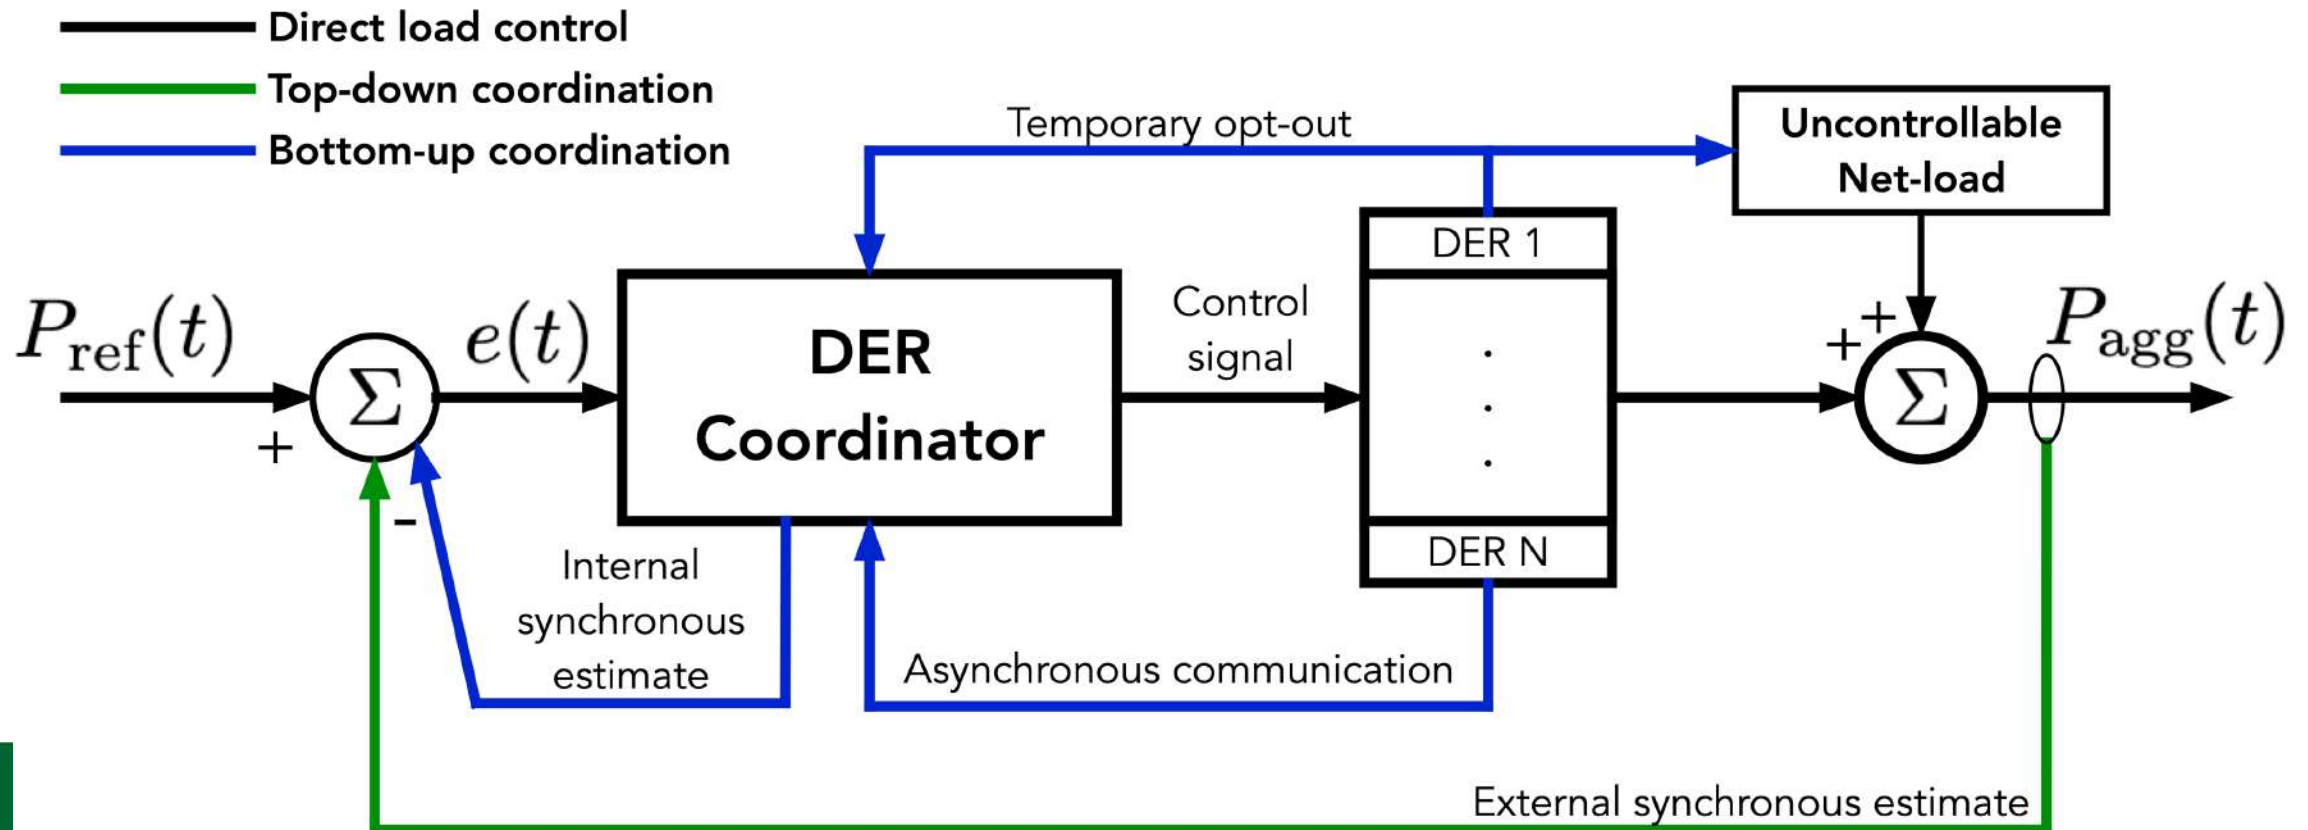 Direct load control
Top-down coordination
Bottom-up coordination
Temporary opt-out
Uncontrollable
Net-load
DER 1
P_ref(t)
+
Σ
e(t)
-
DER
Coordinator
Control
signal
.
.
.
DER N
+
+
Σ
P_agg(t)
Internal
synchronous
estimate
Asynchronous communication
External synchronous estimate